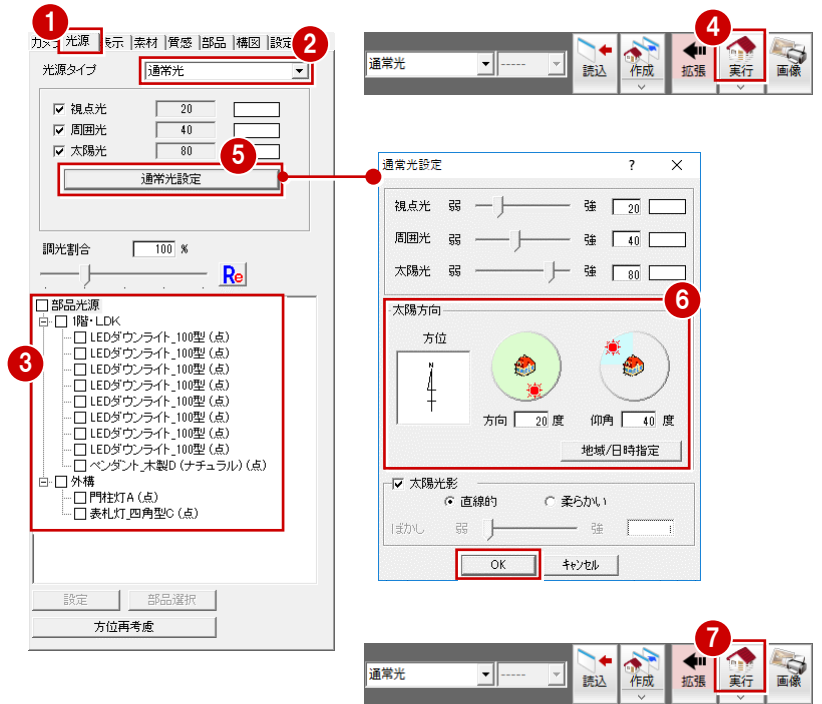 1
カメラ 光源 表示 素材 質感 部品 構図 設定
2
光源タイプ 通常光
視点光 20
周囲光 40
太陽光 80
5
通常光設定
調光割合 100 %
Re
3
部品光源
1階・LDK
LEDダウンライト_100型 (点)
LEDダウンライト_100型 (点)
LEDダウンライト_100型 (点)
LEDダウンライト_100型 (点)
LEDダウンライト_100型 (点)
LEDダウンライト_100型 (点)
LEDダウンライト_100型 (点)
LEDダウンライト_100型 (点)
ペンダント_木製D (ナチュラル) (点)
外構
門柱灯A (点)
表札灯_四角型C (点)
設定 部品選択
方位再考慮
4
通常光 ----- 読込 作成 拡張 実行 画像
通常光設定 ? ×
視点光 弱 強 20
周囲光 弱 強 40
太陽光 弱 強 80
6
太陽方向
方位
N
方向 20 度 仰角 40 度
地域/日時指定
太陽光影
直線的 柔らかい
ぼかし 弱 強
OK キャンセル
7
通常光 ----- 読込 作成 拡張 実行 画像